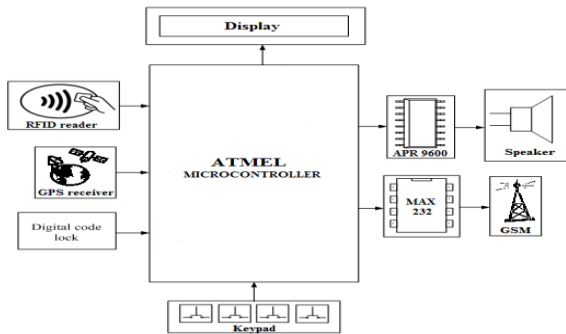 Display
RFID reader
GPS receiver
Digital code
lock
ATMEL
MICROCONTROLLER
APR 9600
Speaker
MAX
232
GSM
Keypad